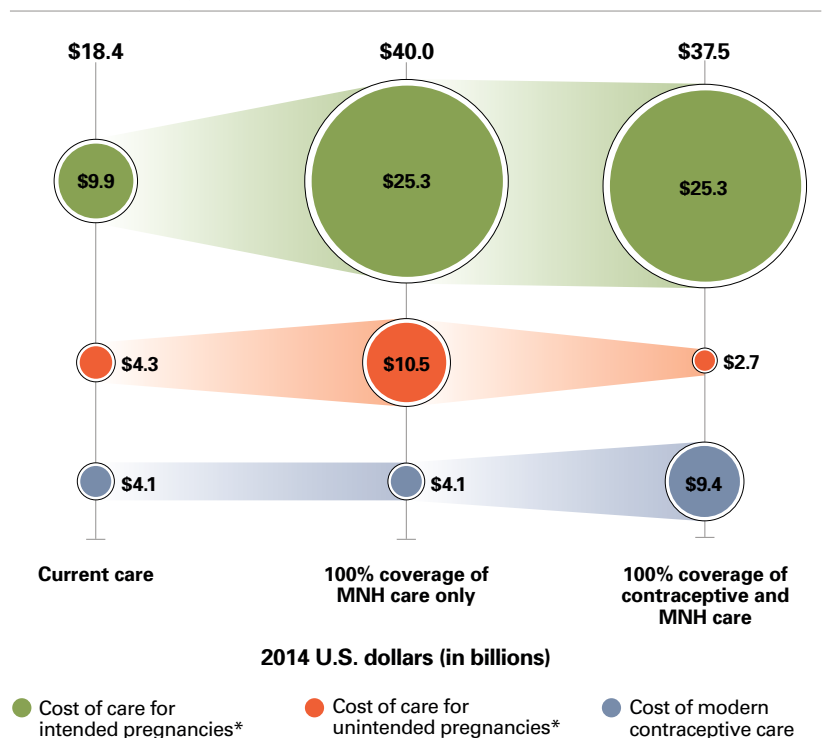 $18.4
$40.0
$37.5
$9.9
$25.3
$25.3
$4.3
$10.5
$2.7
$4.1
$4.1
$9.4
Current care
100% coverage of
MNH care only
100% coverage of
contraceptive and
MNH care
2014 U.S. dollars (in billions)
Cost of care for
intended pregnancies*
Cost of care for
unintended pregnancies*
Cost of modern
contraceptive care